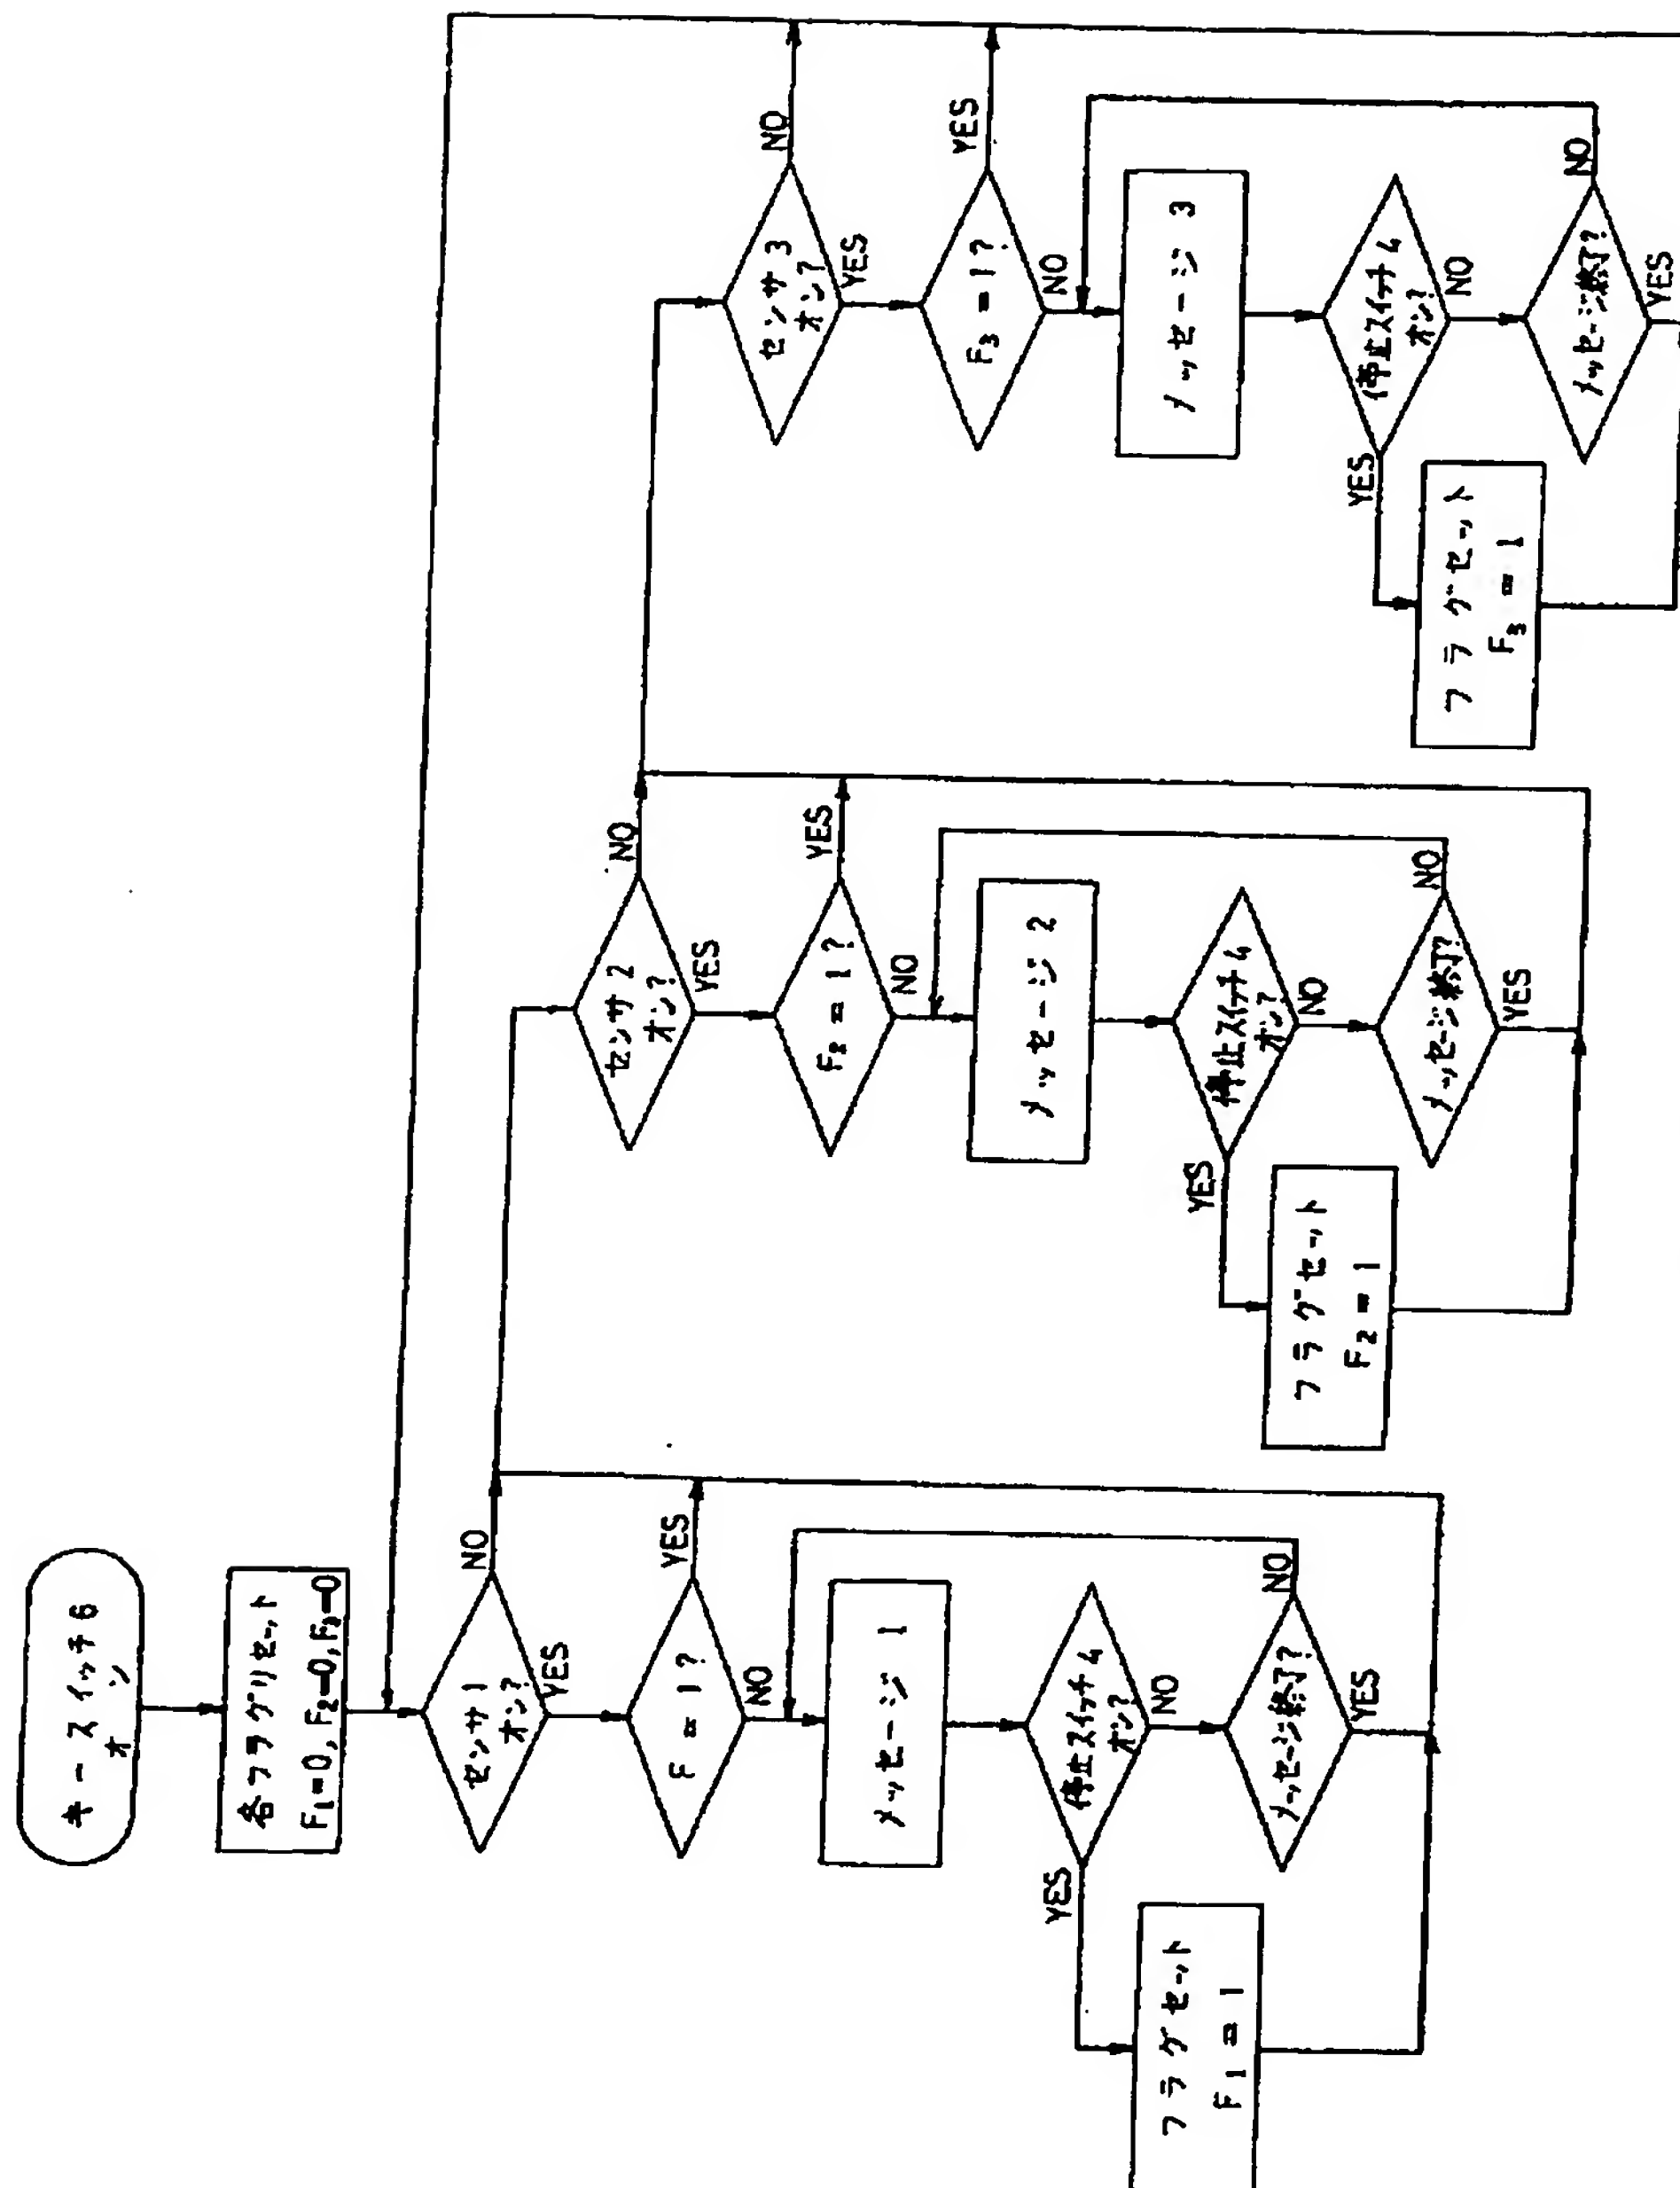 キースイッチ6
オン
各フラグリセット
F₁=0, F₂=0, F₃=0
センサ1
オン?
NO
YES
F = 1?
YES
NO
メッセージ 1
停止スイッチ4
オン?
YES
NO
フラグセット
F₁ = 1
メッセージ終了?
NO
YES
センサ2
オン?
NO
YES
F₂ = 1?
YES
NO
メッセージ 2
停止スイッチ4
オン?
YES
NO
フラグセット
F₂ = 1
メッセージ終了?
NO
YES
センサ3
オン?
NO
YES
F₃ = 1?
YES
NO
メッセージ 3
停止スイッチ4
オン?
YES
NO
フラグセット
F₃ = 1
メッセージ終了?
NO
YES